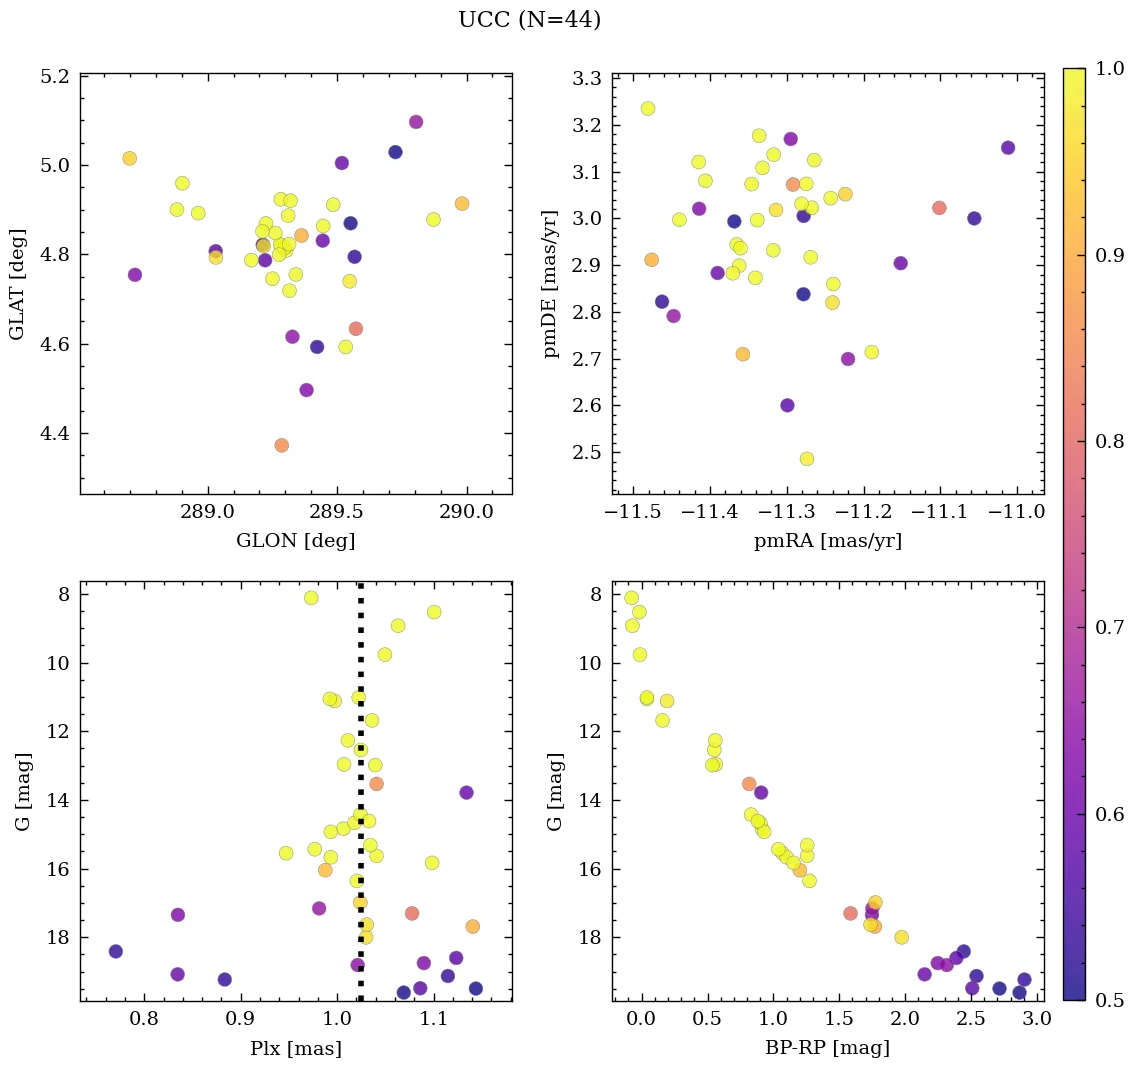 UCC (N=44)
5.2
5.0
4.8
4.6
4.4
GLAT [deg]
289.0 289.5 290.0
GLON [deg]
3.3
3.2
3.1
3.0
2.9
2.8
2.7
2.6
2.5
pmDE [mas/yr]
−11.5 −11.4 −11.3 −11.2 −11.1 −11.0
pmRA [mas/yr]
8
10
12
14
16
18
G [mag]
0.8 0.9 1.0 1.1
Plx [mas]
8
10
12
14
16
18
G [mag]
0.0 0.5 1.0 1.5 2.0 2.5 3.0
BP-RP [mag]
1.0
0.9
0.8
0.7
0.6
0.5